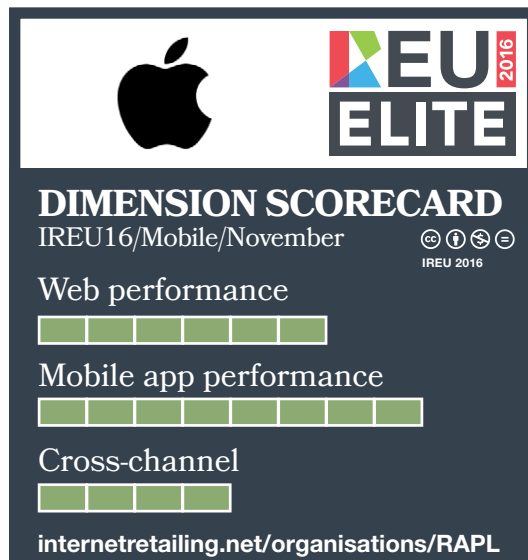 EU
2016
ELITE
DIMENSION SCORECARD
IREU16/Mobile/November
cc
IREU 2016
Web performance
Mobile app performance
Cross-channel
internetretailing.net/organisations/RAPL